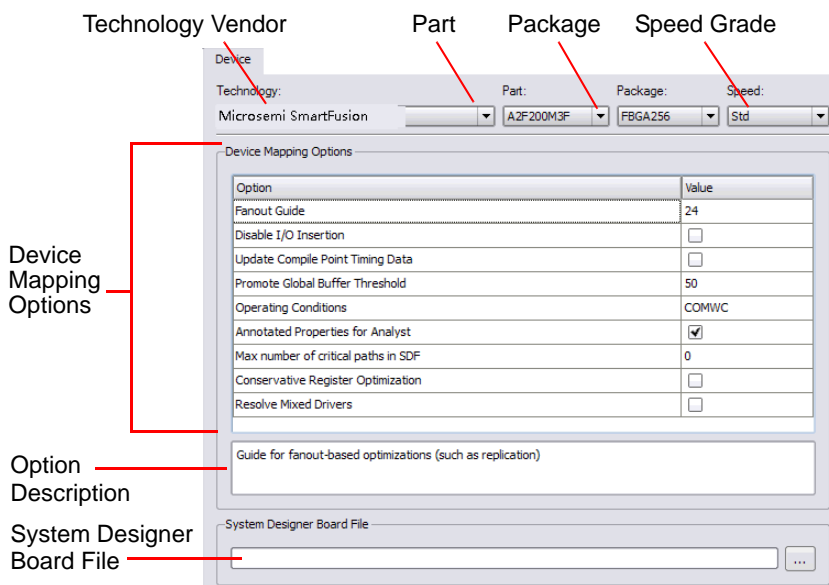 Technology Vendor Part Package Speed Grade
Device
Technology: Part: Package: Speed:
Microsemi SmartFusion A2F200M3F FBGA256 Std
Device Mapping Options
Option Value
Fanout Guide 24
Disable I/O Insertion
Update Compile Point Timing Data
Promote Global Buffer Threshold 50
Operating Conditions COMWC
Annotated Properties for Analyst
Max number of critical paths in SDF 0
Conservative Register Optimization
Resolve Mixed Drivers
Device
Mapping
Options
Guide for fanout-based optimizations (such as replication)
Option
Description
System Designer Board File
...
System Designer
Board File